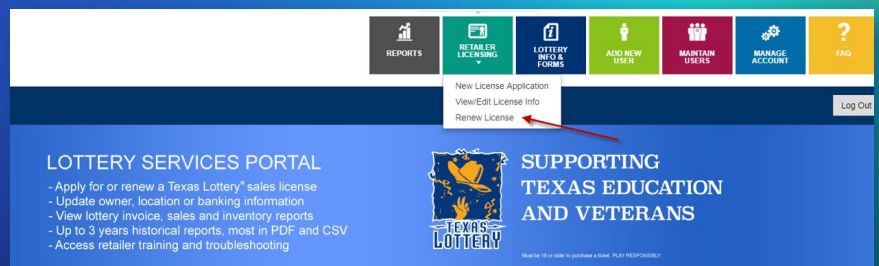 REPORTS
RETAILER
LICENSING
LOTTERY
INFO &
FORMS
ADD NEW
USER
MAINTAIN
USERS
MANAGE
ACCOUNT
?
FAQ
New License Application
View/Edit License Info
Renew License
Log Out
LOTTERY SERVICES PORTAL
- Apply for or renew a Texas Lottery® sales license
- Update owner, location or banking information
- View lottery invoice, sales and inventory reports
- Up to 3 years historical reports, most in PDF and CSV
- Access retailer training and troubleshooting
TEXAS
LOTTERY
SUPPORTING
TEXAS EDUCATION
AND VETERANS
Must be 18 or older to purchase a ticket. PLAY RESPONSIBLY.